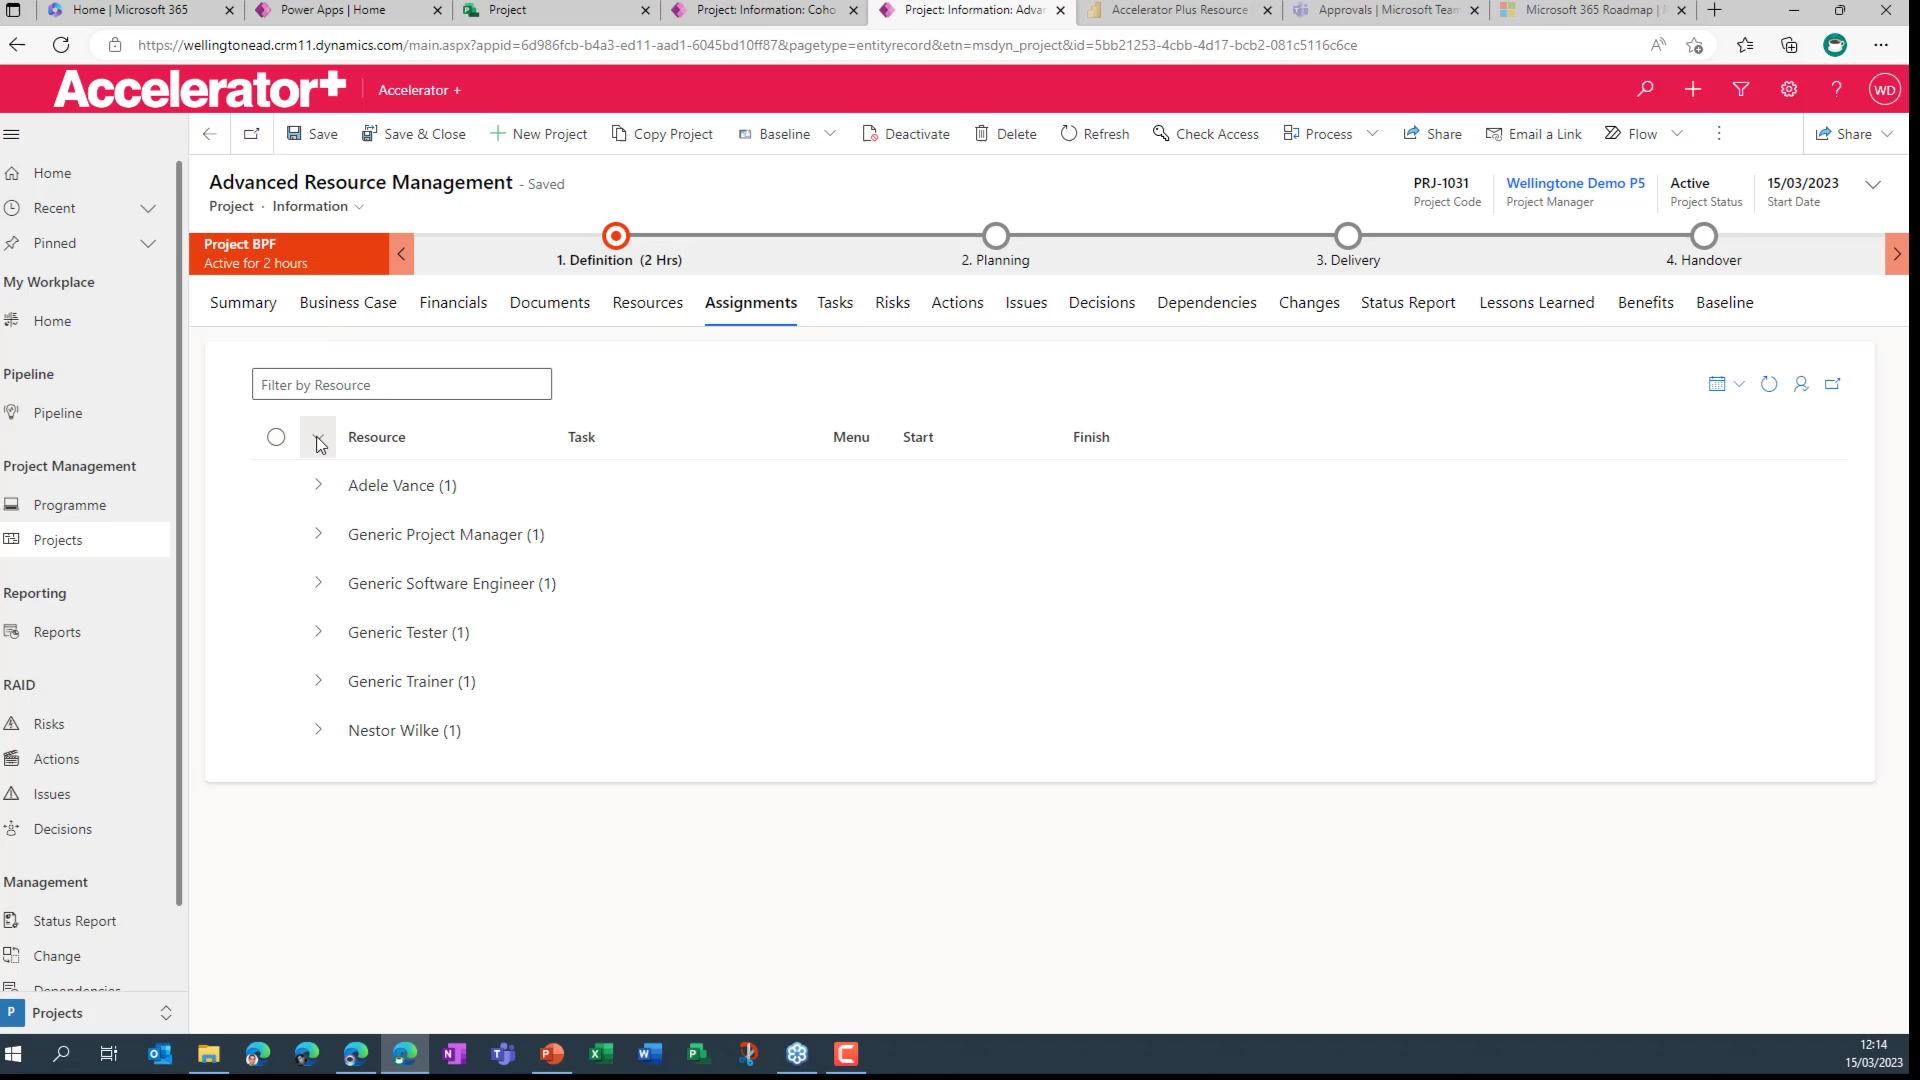 Home | Microsoft 365
Power Apps | Home
Project
Project: Information: Coho
Project: Information: Advan
Accelerator Plus Resource
Approvals | Microsoft Team
Microsoft 365 Roadmap |
https://wellingtonead.crm11.dynamics.com/main.aspx?appid=6d986fcb-b4a3-ed11-aad1-6045bd10ff87&pagetype=entityrecord&etn=msdyn_project&id=5bb21253-4cbb-4d17-bcb2-081c5116c6ce
Accelerator+
Accelerator +
WD
Save
Save & Close
New Project
Copy Project
Baseline
Deactivate
Delete
Refresh
Check Access
Process
Share
Email a Link
Flow
Share
Home
Recent
Pinned
My Workplace
Home
Pipeline
Pipeline
Project Management
Programme
Projects
Reporting
Reports
RAID
Risks
Actions
Issues
Decisions
Management
Status Report
Change
Dependencies
P Projects
Advanced Resource Management - Saved
Project · Information
PRJ-1031
Project Code
Wellingtone Demo P5
Project Manager
Active
Project Status
15/03/2023
Start Date
Project BPF
Active for 2 hours
1. Definition (2 Hrs)
2. Planning
3. Delivery
4. Handover
Summary
Business Case
Financials
Documents
Resources
Assignments
Tasks
Risks
Actions
Issues
Decisions
Dependencies
Changes
Status Report
Lessons Learned
Benefits
Baseline
Filter by Resource
Resource
Task
Menu
Start
Finish
Adele Vance (1)
Generic Project Manager (1)
Generic Software Engineer (1)
Generic Tester (1)
Generic Trainer (1)
Nestor Wilke (1)
12:14
15/03/2023